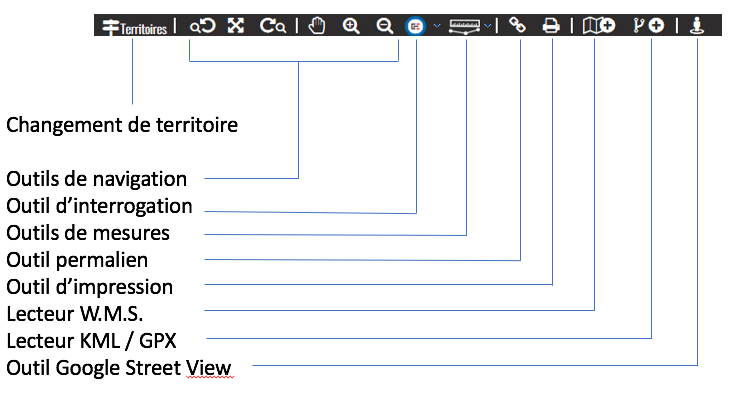 Territoires
Changement de territoire
Outils de navigation
Outil d’interrogation
Outils de mesures
Outil permalien
Outil d’impression
Lecteur W.M.S.
Lecteur KML / GPX
Outil Google Street View